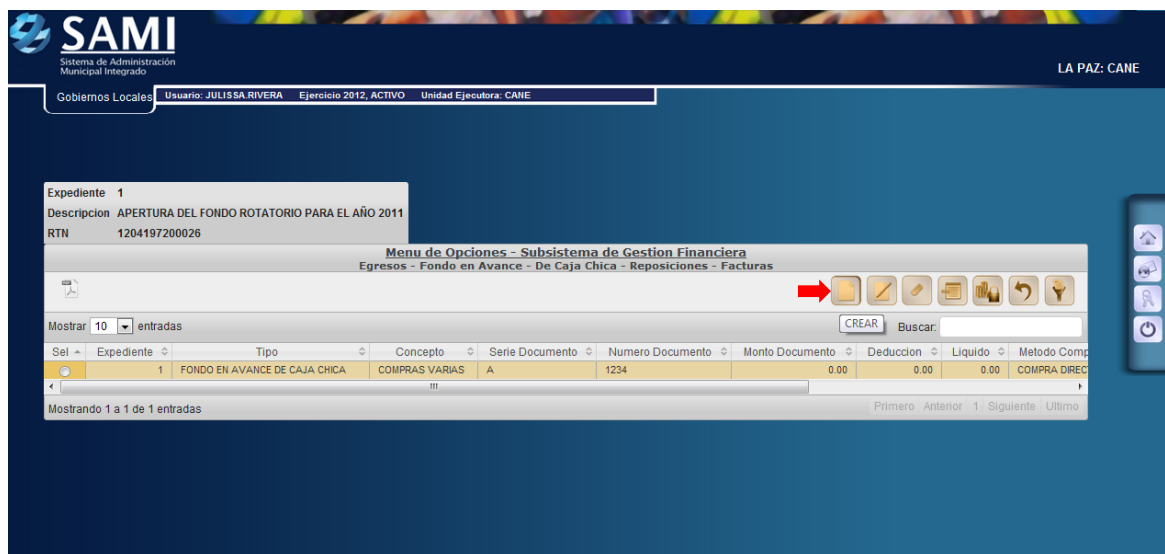 SAMI
Sistema de Administración
Municipal Integrado
LA PAZ: CANE
Gobiernos Locales
Usuario: JULISSA.RIVERA Ejercicio 2012, ACTIVO Unidad Ejecutora: CANE
Expediente 1
Descripcion APERTURA DEL FONDO ROTATORIO PARA EL AÑO 2011
RTN 1204197200026
Menu de Opciones - Subsistema de Gestion Financiera
Egresos - Fondo en Avance - De Caja Chica - Reposiciones - Facturas
Mostrar 10 entradas
CREAR
Buscar:
Sel Expediente Tipo Concepto Serie Documento Numero Documento Monto Documento Deduccion Liquido Metodo Comp
1 FONDO EN AVANCE DE CAJA CHICA COMPRAS VARIAS A 1234 0.00 0.00 0.00 COMPRA DIREC
Mostrando 1 a 1 de 1 entradas
Primero Anterior 1 Siguiente Ultimo